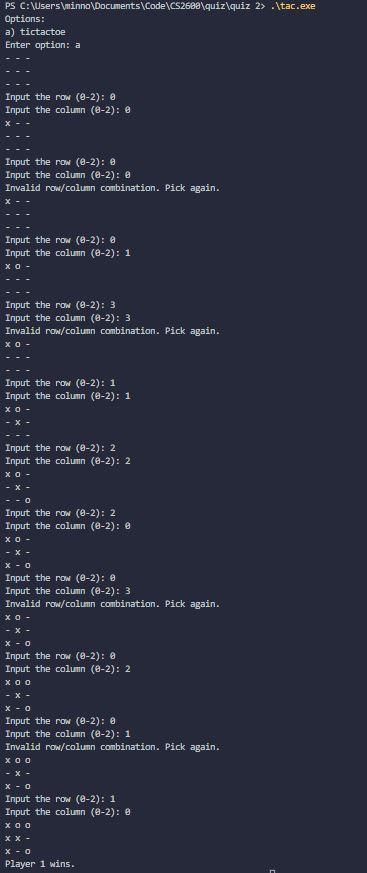 PS C:\Users\minno\Documents\Code\CS2600\quiz\quiz 2> .\tac.exe
Options:
a) tictactoe
Enter option: a
- - -
- - -
- - -
Input the row (0-2): 0
Input the column (0-2): 0
x - -
- - -
- - -
Input the row (0-2): 0
Input the column (0-2): 0
Invalid row/column combination. Pick again.
x - -
- - -
- - -
Input the row (0-2): 0
Input the column (0-2): 1
x o -
- - -
- - -
Input the row (0-2): 3
Input the column (0-2): 3
Invalid row/column combination. Pick again.
x o -
- - -
- - -
Input the row (0-2): 1
Input the column (0-2): 1
x o -
- x -
- - -
Input the row (0-2): 2
Input the column (0-2): 2
x o -
- x -
- - o
Input the row (0-2): 2
Input the column (0-2): 0
x o -
- x -
x - o
Input the row (0-2): 0
Input the column (0-2): 3
Invalid row/column combination. Pick again.
x o -
- x -
x - o
Input the row (0-2): 0
Input the column (0-2): 2
x o o
- x -
x - o
Input the row (0-2): 0
Input the column (0-2): 1
Invalid row/column combination. Pick again.
x o o
- x -
x - o
Input the row (0-2): 1
Input the column (0-2): 0
x o o
x x -
x - o
Player 1 wins.